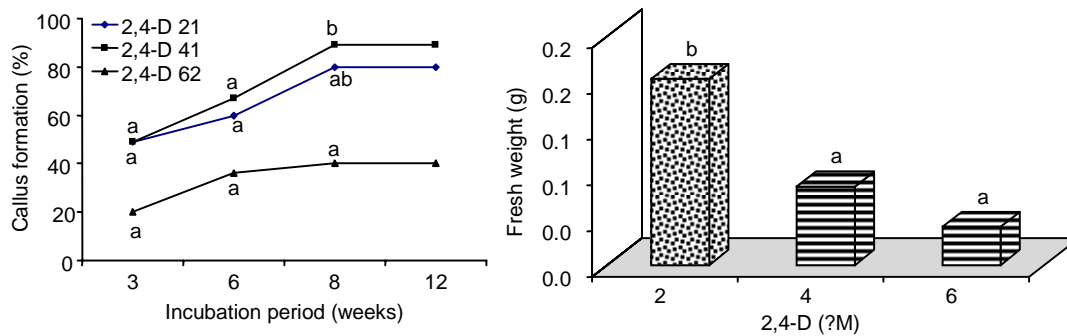 100
80
60
40
20
0
Callus formation (%)
2,4-D 21
2,4-D 41
2,4-D 62
a
a
a
a
b
ab
a
a
a
3
6
8
12
Incubation period (weeks)
0.2
0.2
0.2
0.1
0.1
0.0
0.0
Fresh weight (g)
b
a
a
2
4
6
2,4-D (?M)